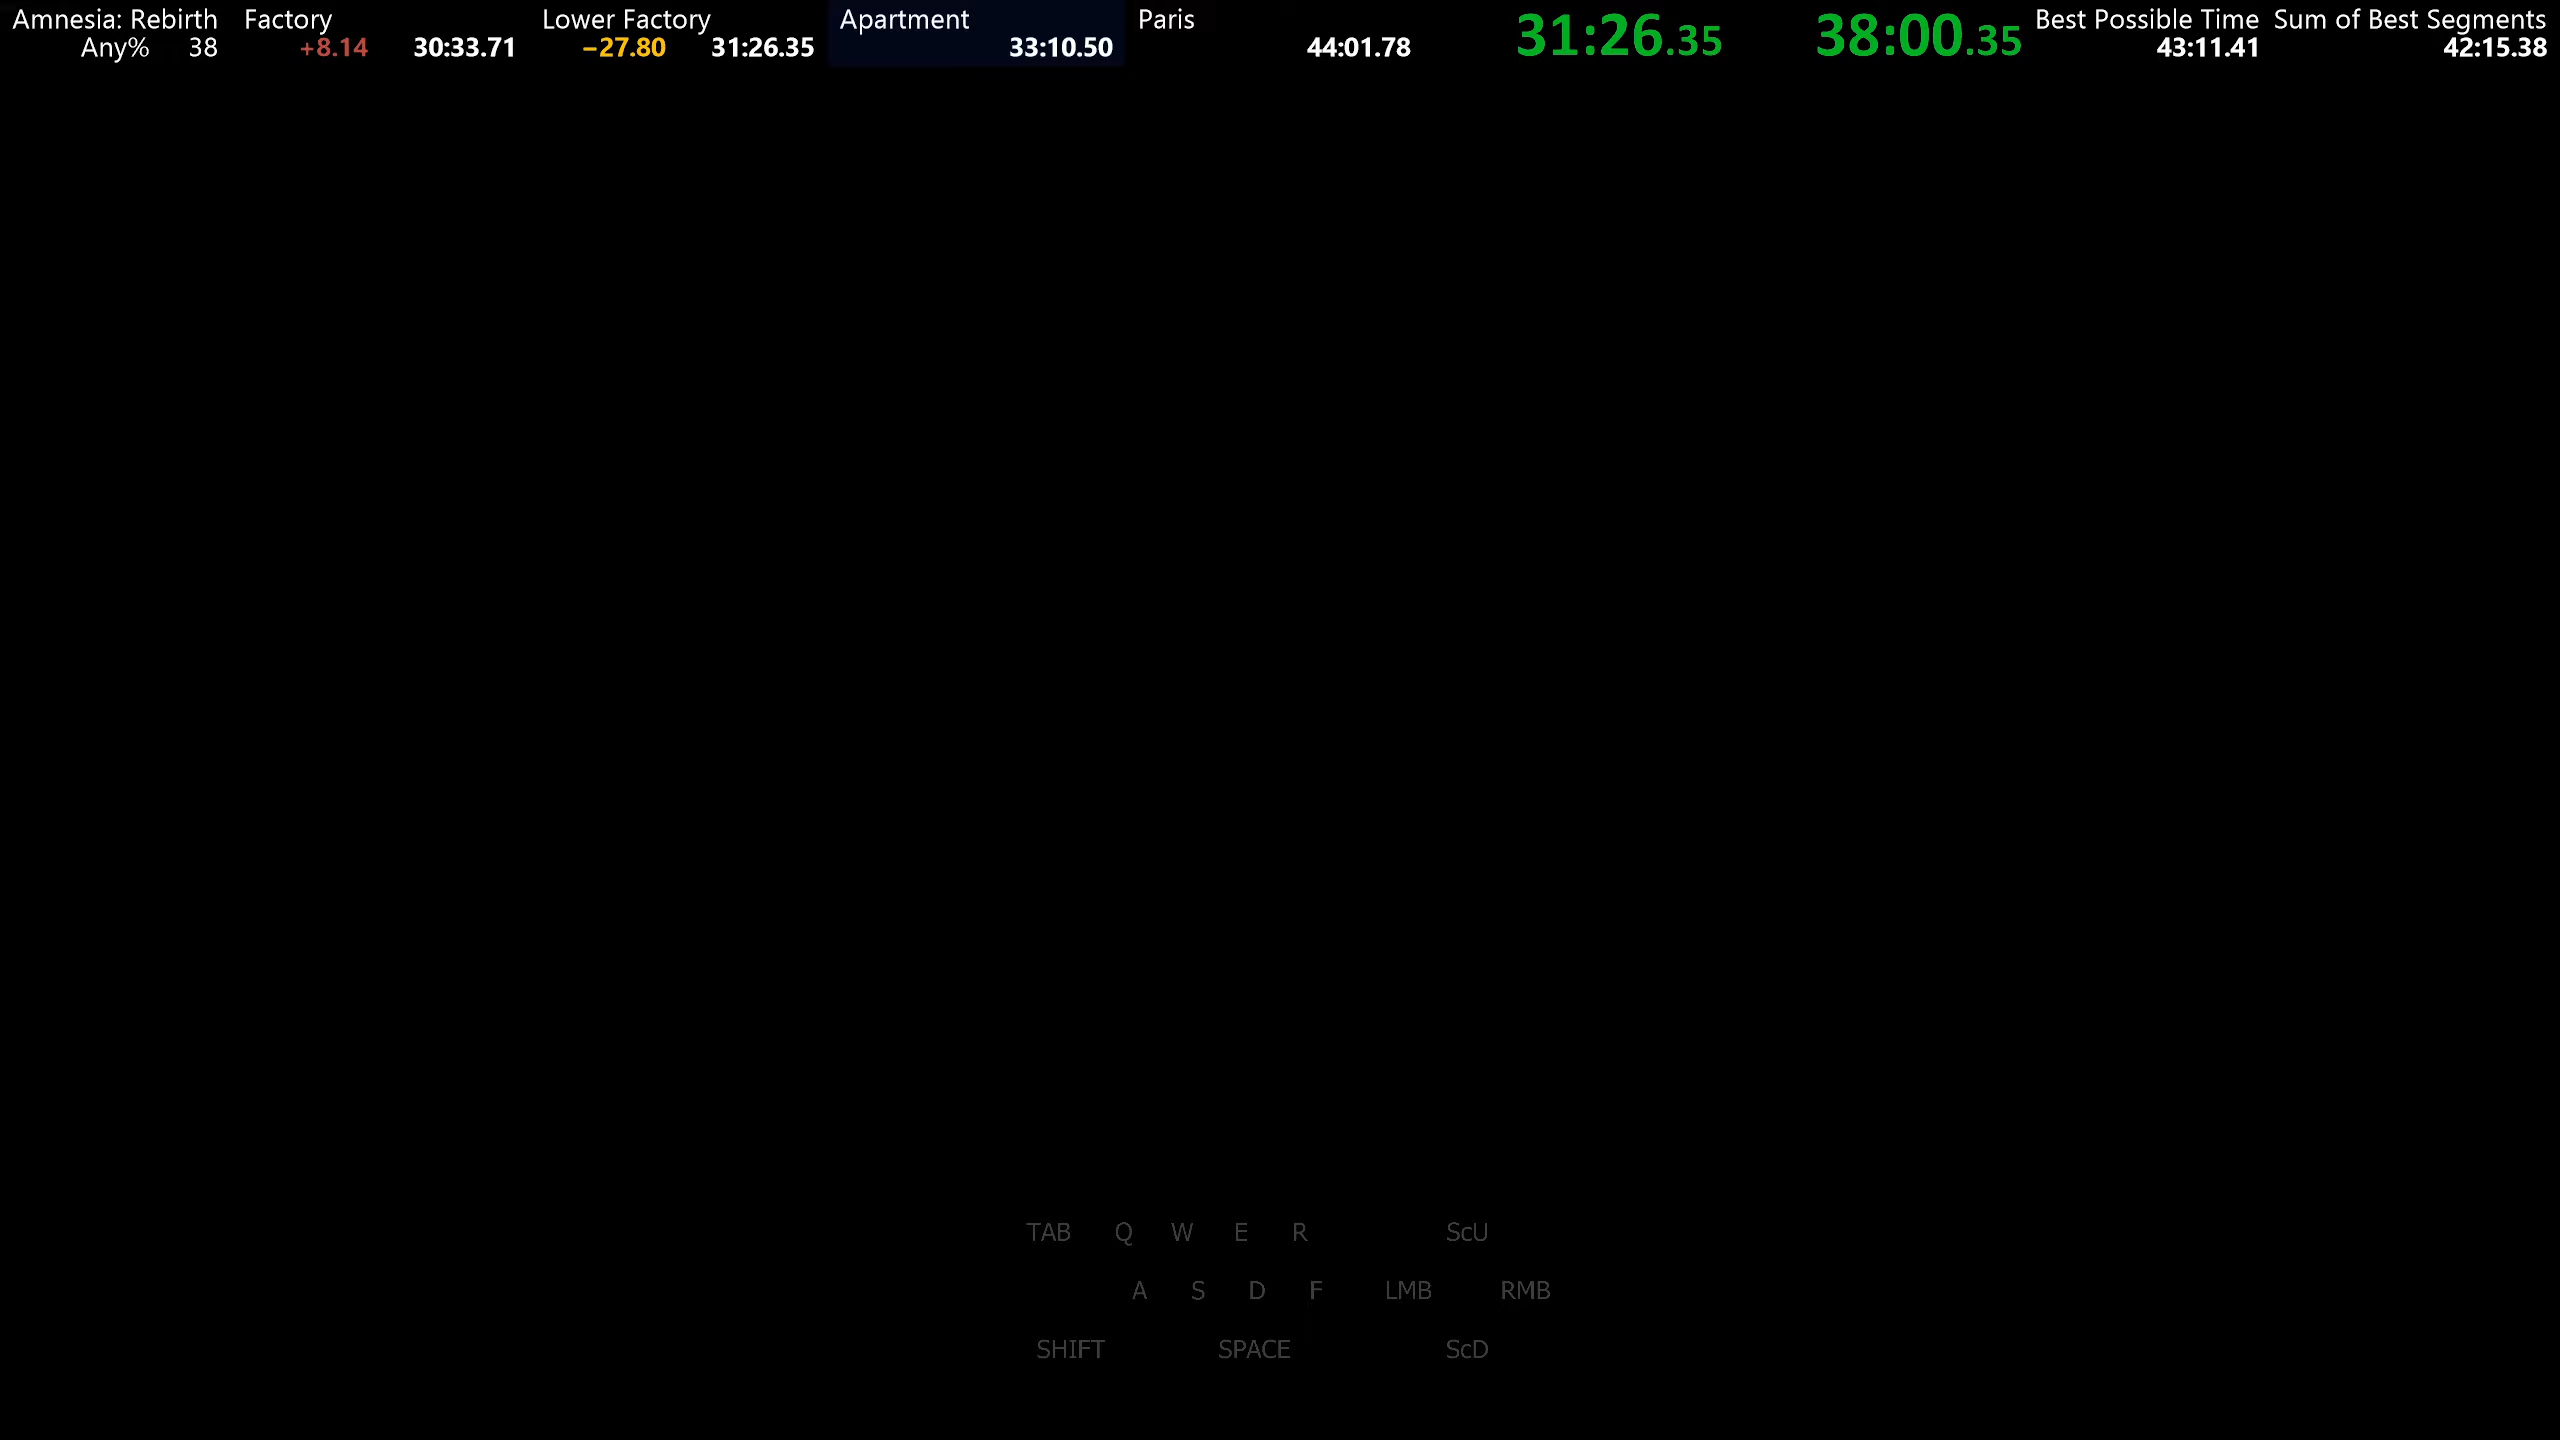 Amnesia: Rebirth
Any% 38
Factory
+8.14 30:33.71
Lower Factory
−27.80 31:26.35
Apartment
33:10.50
Paris
44:01.78
31:26.35
38:00.35
Best Possible Time
43:11.41
Sum of Best Segments
42:15.38
TAB Q W E R ScU
A S D F LMB RMB
SHIFT SPACE ScD